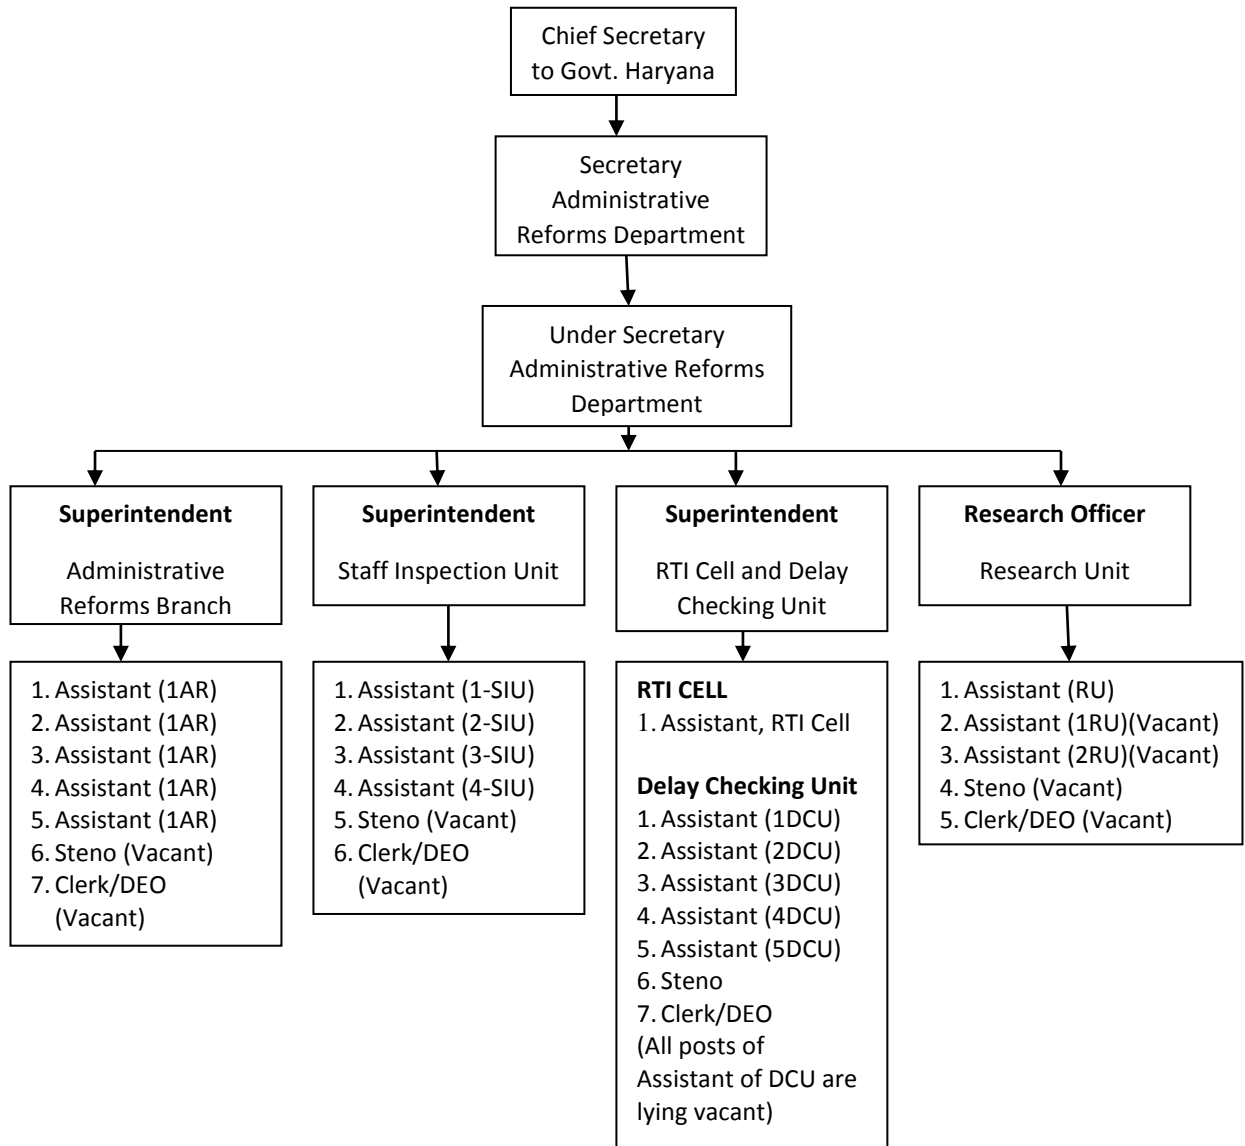 Chief Secretary
to Govt. Haryana
Secretary
Administrative
Reforms Department
Under Secretary
Administrative Reforms
Department
Superintendent
Administrative
Reforms Branch
Superintendent
Staff Inspection Unit
Superintendent
RTI Cell and Delay
Checking Unit
Research Officer
Research Unit
1. Assistant (1AR)
2. Assistant (1AR)
3. Assistant (1AR)
4. Assistant (1AR)
5. Assistant (1AR)
6. Steno (Vacant)
7. Clerk/DEO
(Vacant)
1. Assistant (1-SIU)
2. Assistant (2-SIU)
3. Assistant (3-SIU)
4. Assistant (4-SIU)
5. Steno (Vacant)
6. Clerk/DEO
(Vacant)
RTI CELL
1. Assistant, RTI Cell
Delay Checking Unit
1. Assistant (1DCU)
2. Assistant (2DCU)
3. Assistant (3DCU)
4. Assistant (4DCU)
5. Assistant (5DCU)
6. Steno
7. Clerk/DEO
(All posts of
Assistant of DCU are
lying vacant)
1. Assistant (RU)
2. Assistant (1RU)(Vacant)
3. Assistant (2RU)(Vacant)
4. Steno (Vacant)
5. Clerk/DEO (Vacant)